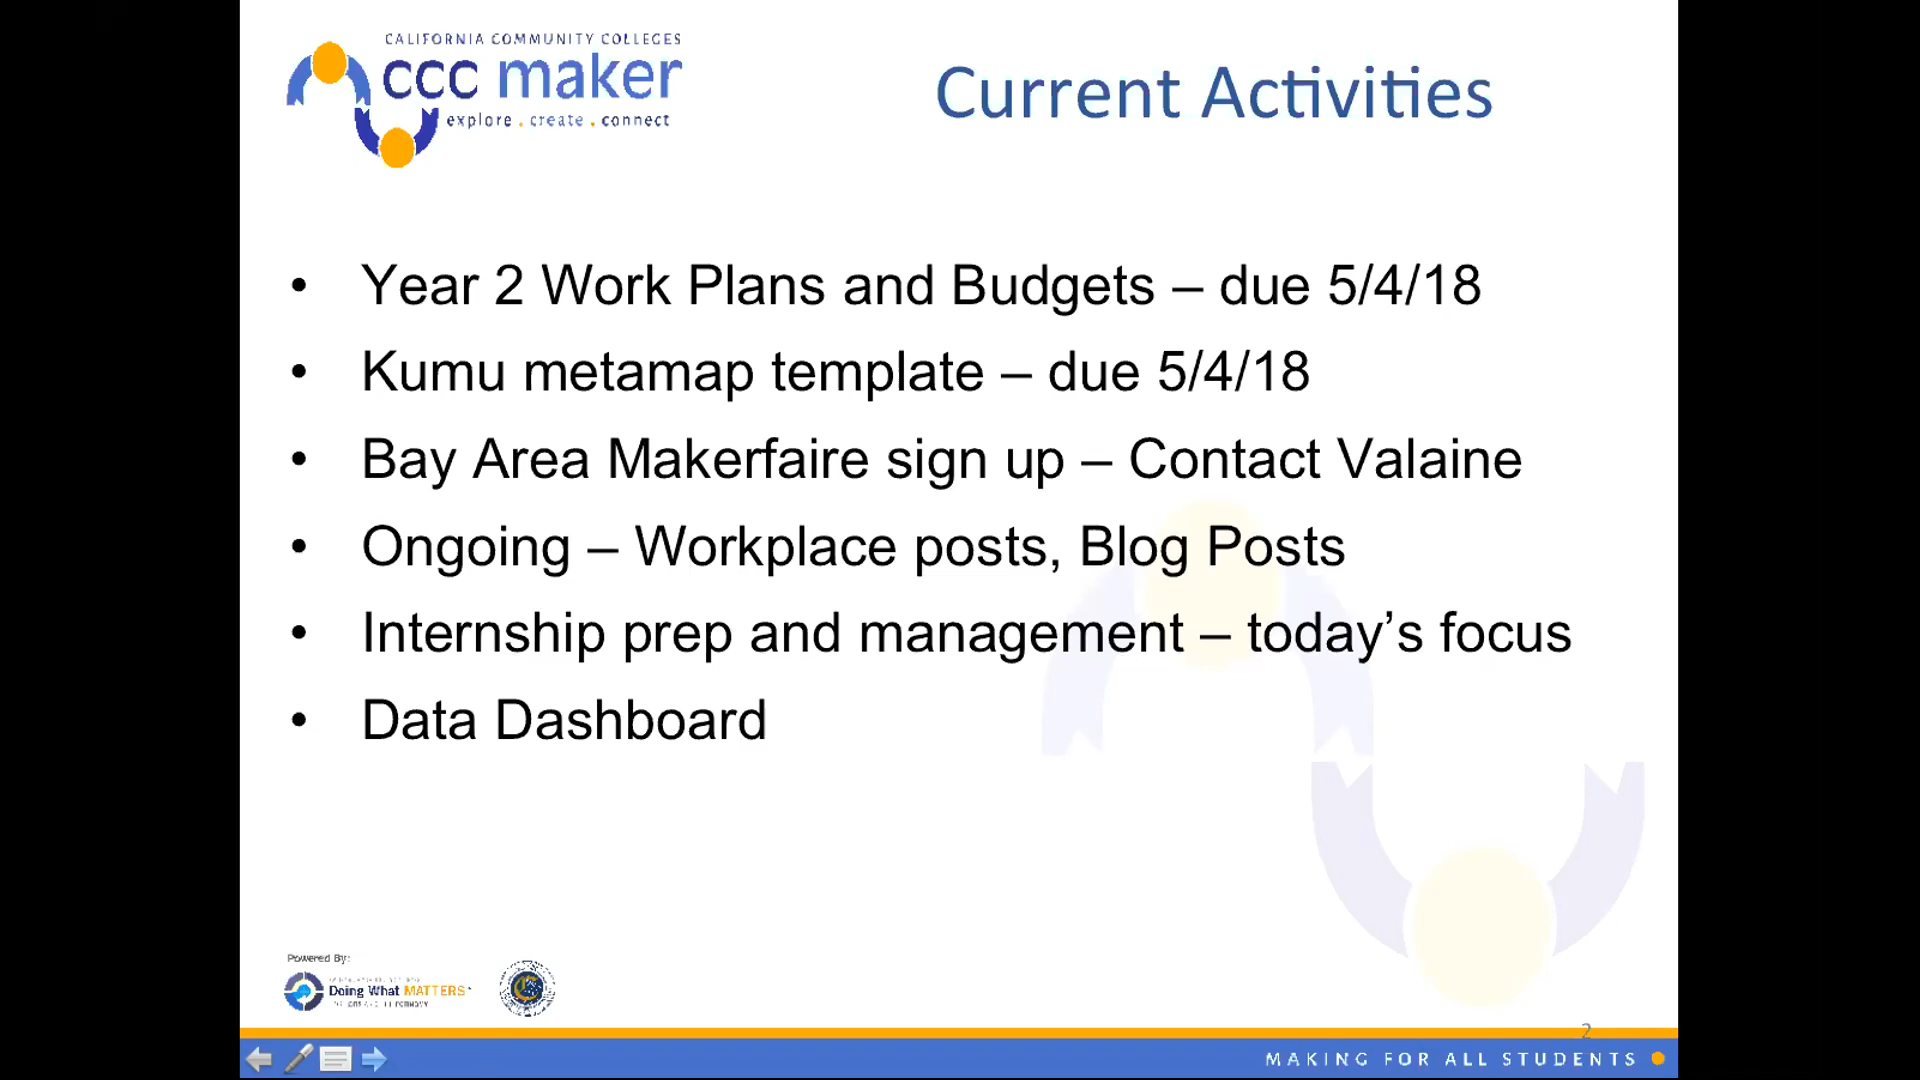 CALIFORNIA COMMUNITY COLLEGES
ccc maker
explore . create . connect
Current Activities
• Year 2 Work Plans and Budgets – due 5/4/18
• Kumu metamap template – due 5/4/18
• Bay Area Makerfaire sign up – Contact Valaine
• Ongoing – Workplace posts, Blog Posts
• Internship prep and management – today’s focus
• Data Dashboard
Powered By:
Doing What MATTERS
2
MAKING FOR ALL STUDENTS